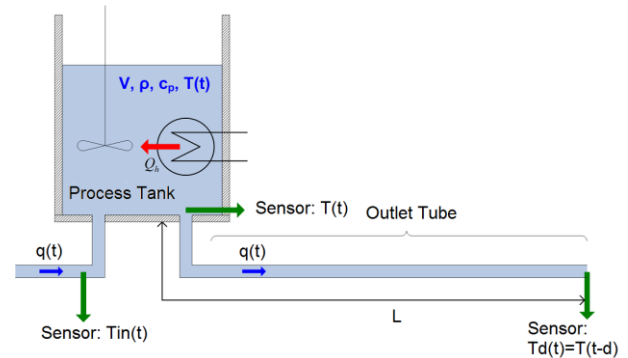 V, ρ, cp, T(t)
Qh
Process Tank
Sensor: T(t)
Outlet Tube
q(t)
q(t)
L
Sensor: Tin(t)
Sensor:
Td(t)=T(t-d)